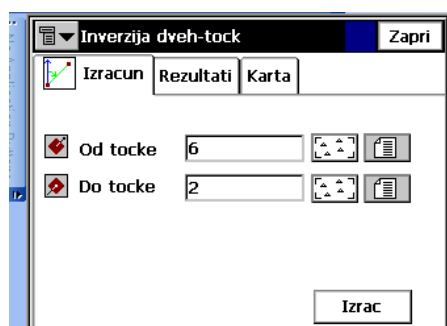 Inverzija dveh-tock Zapri
Izracun Rezultati Karta
Od tocke 6
Do tocke 2
Izrac